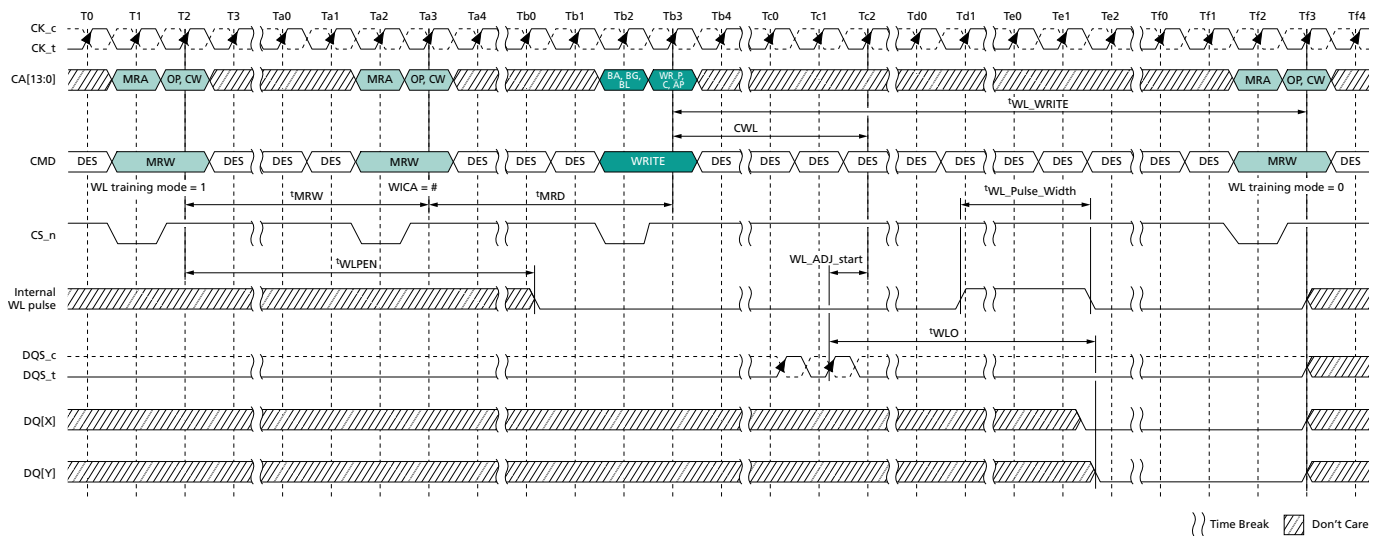 T0 T1 T2 T3 Ta0 Ta1 Ta2 Ta3 Ta4 Tb0 Tb1 Tb2 Tb3 Tb4 Tc0 Tc1 Tc2 Td0 Td1 Te0 Te1 Te2 Tf0 Tf1 Tf2 Tf3 Tf4
CK_c
CK_t
CA[13:0] MRA OP, CW MRA OP, CW BA, BG, BL WR_P, C, AP MRA OP, CW
tWL_WRITE
CWL
CMD DES MRW DES DES DES MRW DES DES DES WRITE DES DES DES DES DES DES DES DES DES DES MRW DES
WL training mode = 1 WICA = # WL training mode = 0
tMRW tMRD tWL_Pulse_Width
CS_n
tWLPEN WL_ADJ_start
Internal
WL pulse
tWLO
DQS_c
DQS_t
DQ[X]
DQ[Y]
Time Break Don't Care